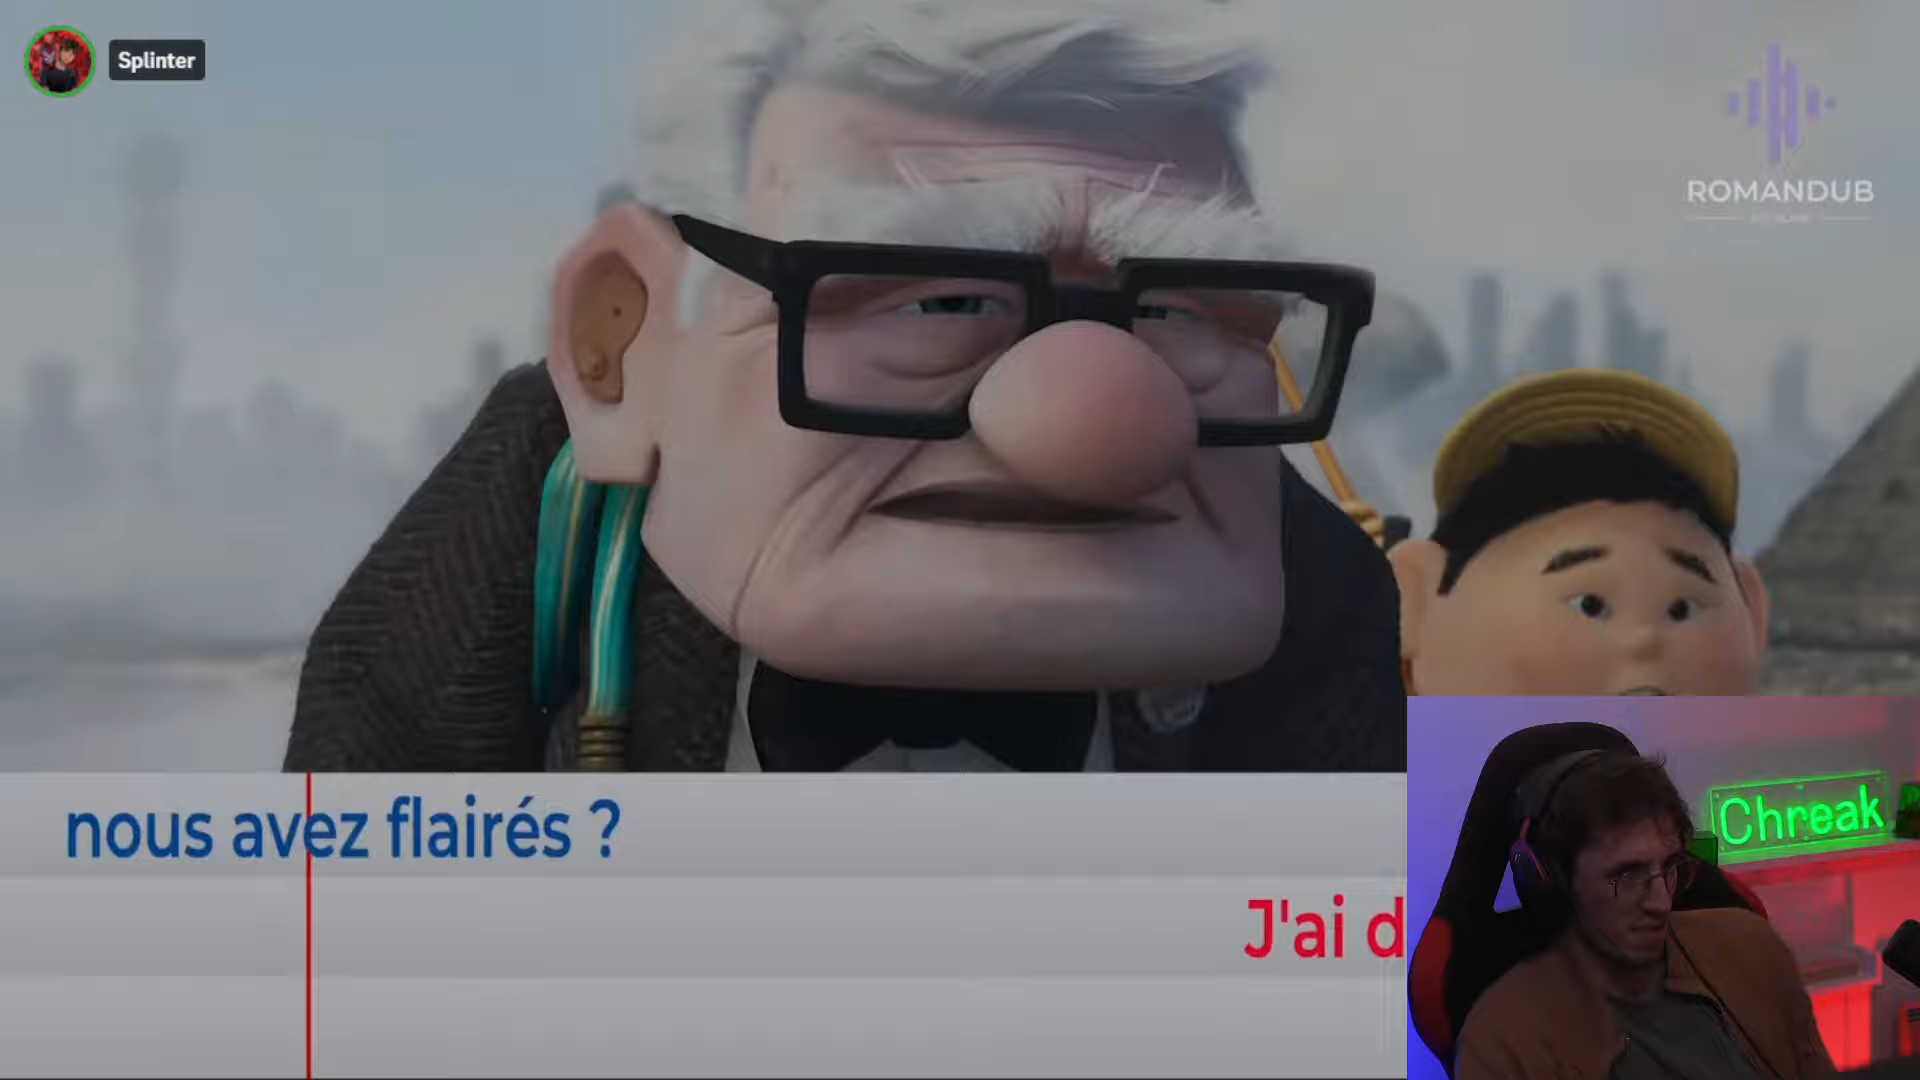 Splinter
ROMANDUB
nous avez flairés ?
J'ai d
Chreak